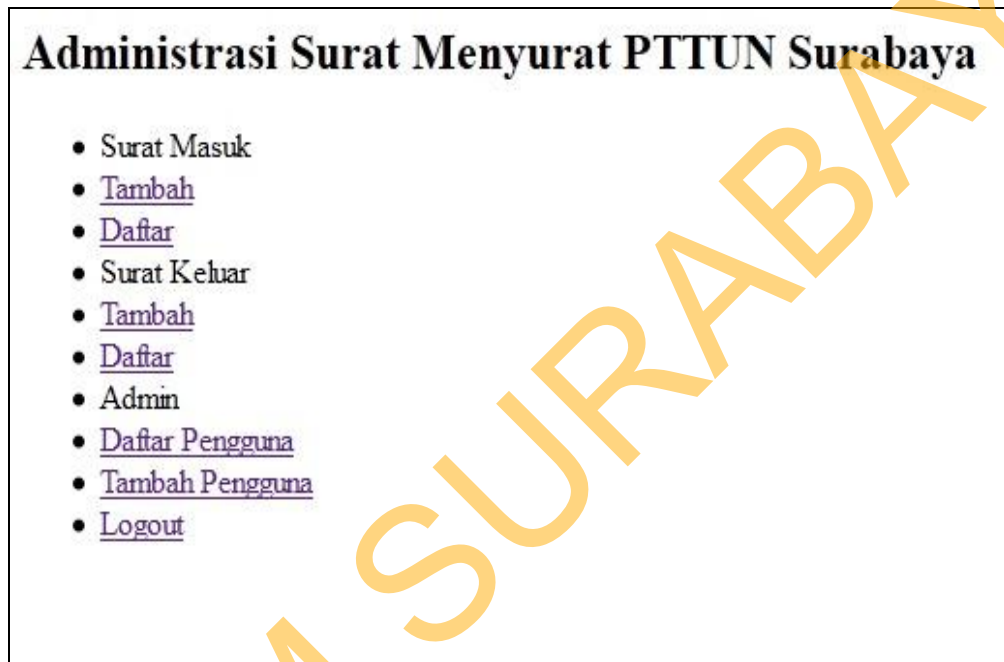 Administrasi Surat Menyurat PTTUN Surabaya
• Surat Masuk
• Tambah
• Daftar
• Surat Keluar
• Tambah
• Daftar
• Admin
• Daftar Pengguna
• Tambah Pengguna
• Logout
SURABAY